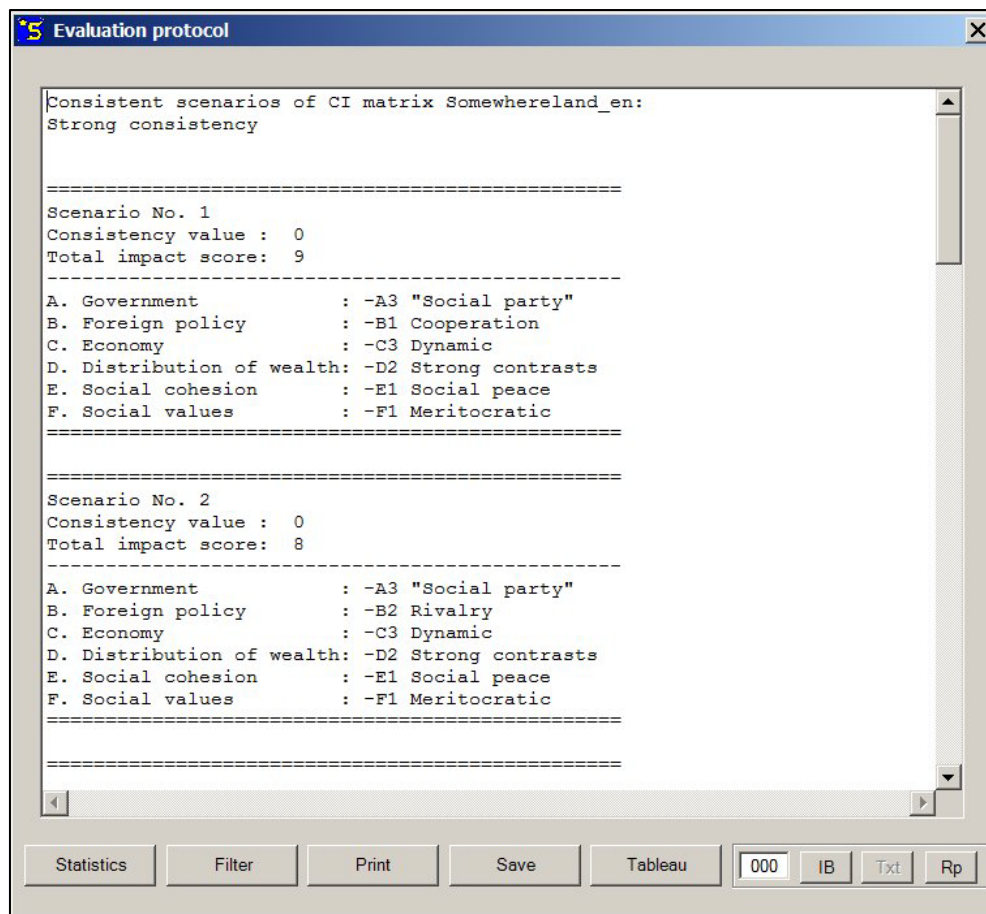 Evaluation protocol
Consistent scenarios of CI matrix Somewhereland_en:
Strong consistency
=================================================
Scenario No. 1
Consistency value :  0
Total impact score:  9
-------------------------------------------------
A. Government            : -A3 "Social party"
B. Foreign policy        : -B1 Cooperation
C. Economy               : -C3 Dynamic
D. Distribution of wealth: -D2 Strong contrasts
E. Social cohesion       : -E1 Social peace
F. Social values         : -F1 Meritocratic
=================================================
=================================================
Scenario No. 2
Consistency value :  0
Total impact score:  8
-------------------------------------------------
A. Government            : -A3 "Social party"
B. Foreign policy        : -B2 Rivalry
C. Economy               : -C3 Dynamic
D. Distribution of wealth: -D2 Strong contrasts
E. Social cohesion       : -E1 Social peace
F. Social values         : -F1 Meritocratic
=================================================
=================================================
Statistics Filter Print Save Tableau 000 IB Txt Rp